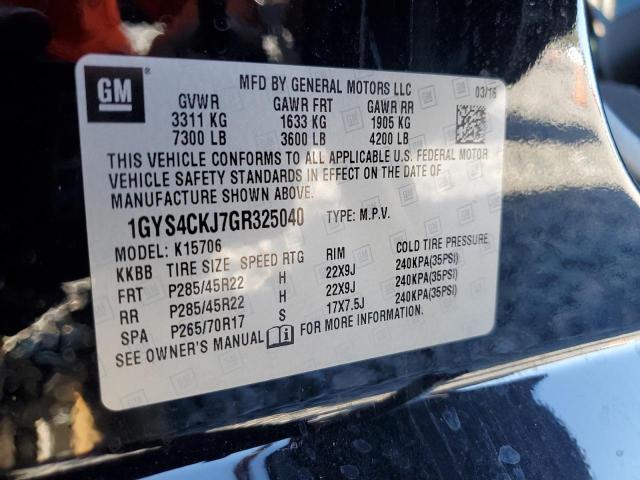 GM
MFD BY GENERAL MOTORS LLC 03/16
GVWR GAWR FRT GAWR RR
3311 KG 1633 KG 1905 KG
7300 LB 3600 LB 4200 LB
THIS VEHICLE CONFORMS TO ALL APPLICABLE U.S. FEDERAL MOTOR
VEHICLE SAFETY STANDARDS IN EFFECT ON THE DATE OF
MANUFACTURE SHOWN ABOVE.
1GYS4CKJ7GR325040 TYPE: M.P.V.
MODEL: K15706
KKBB TIRE SIZE SPEED RTG RIM COLD TIRE PRESSURE
FRT P285/45R22 H 22X9J 240KPA(35PSI)
RR P285/45R22 H 22X9J 240KPA(35PSI)
SPA P265/70R17 S 17X7.5J 240KPA(35PSI)
SEE OWNER'S MANUAL FOR MORE INFORMATION.